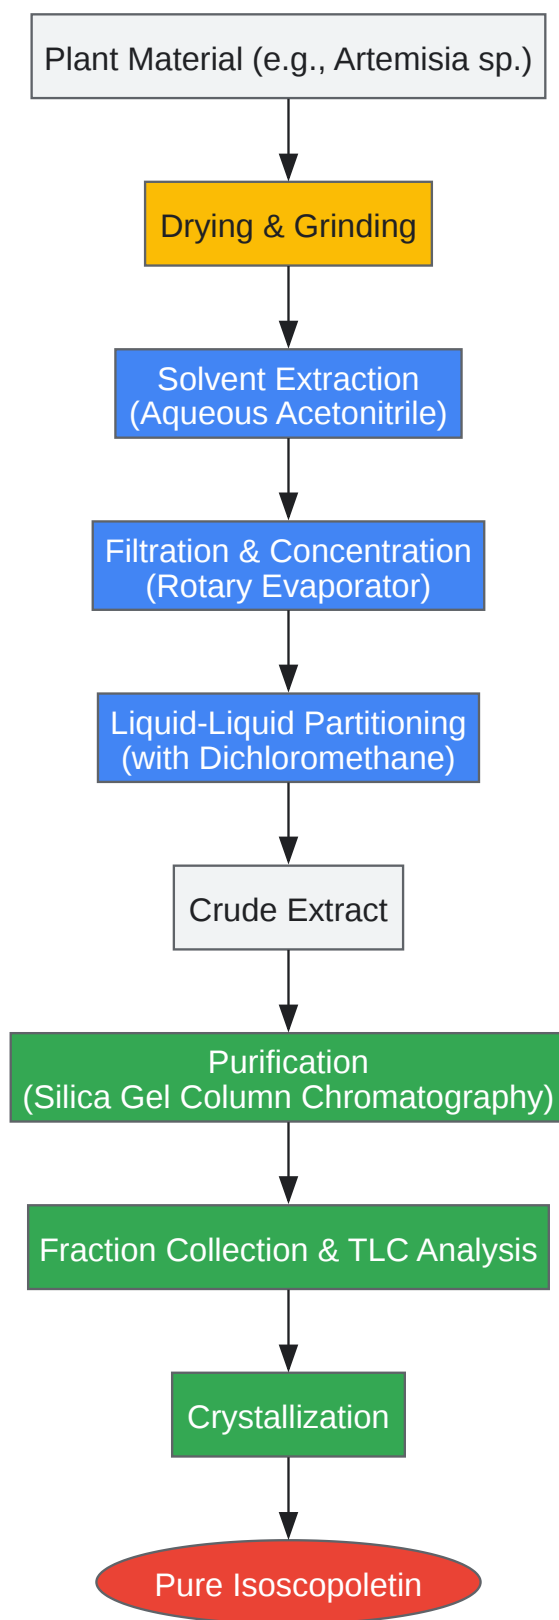 Plant Material (e.g., Artemisia sp.)
Drying & Grinding
Solvent Extraction
(Aqueous Acetonitrile)
Filtration & Concentration
(Rotary Evaporator)
Liquid-Liquid Partitioning
(with Dichloromethane)
Crude Extract
Purification
(Silica Gel Column Chromatography)
Fraction Collection & TLC Analysis
Crystallization
Pure Isoscopoletin